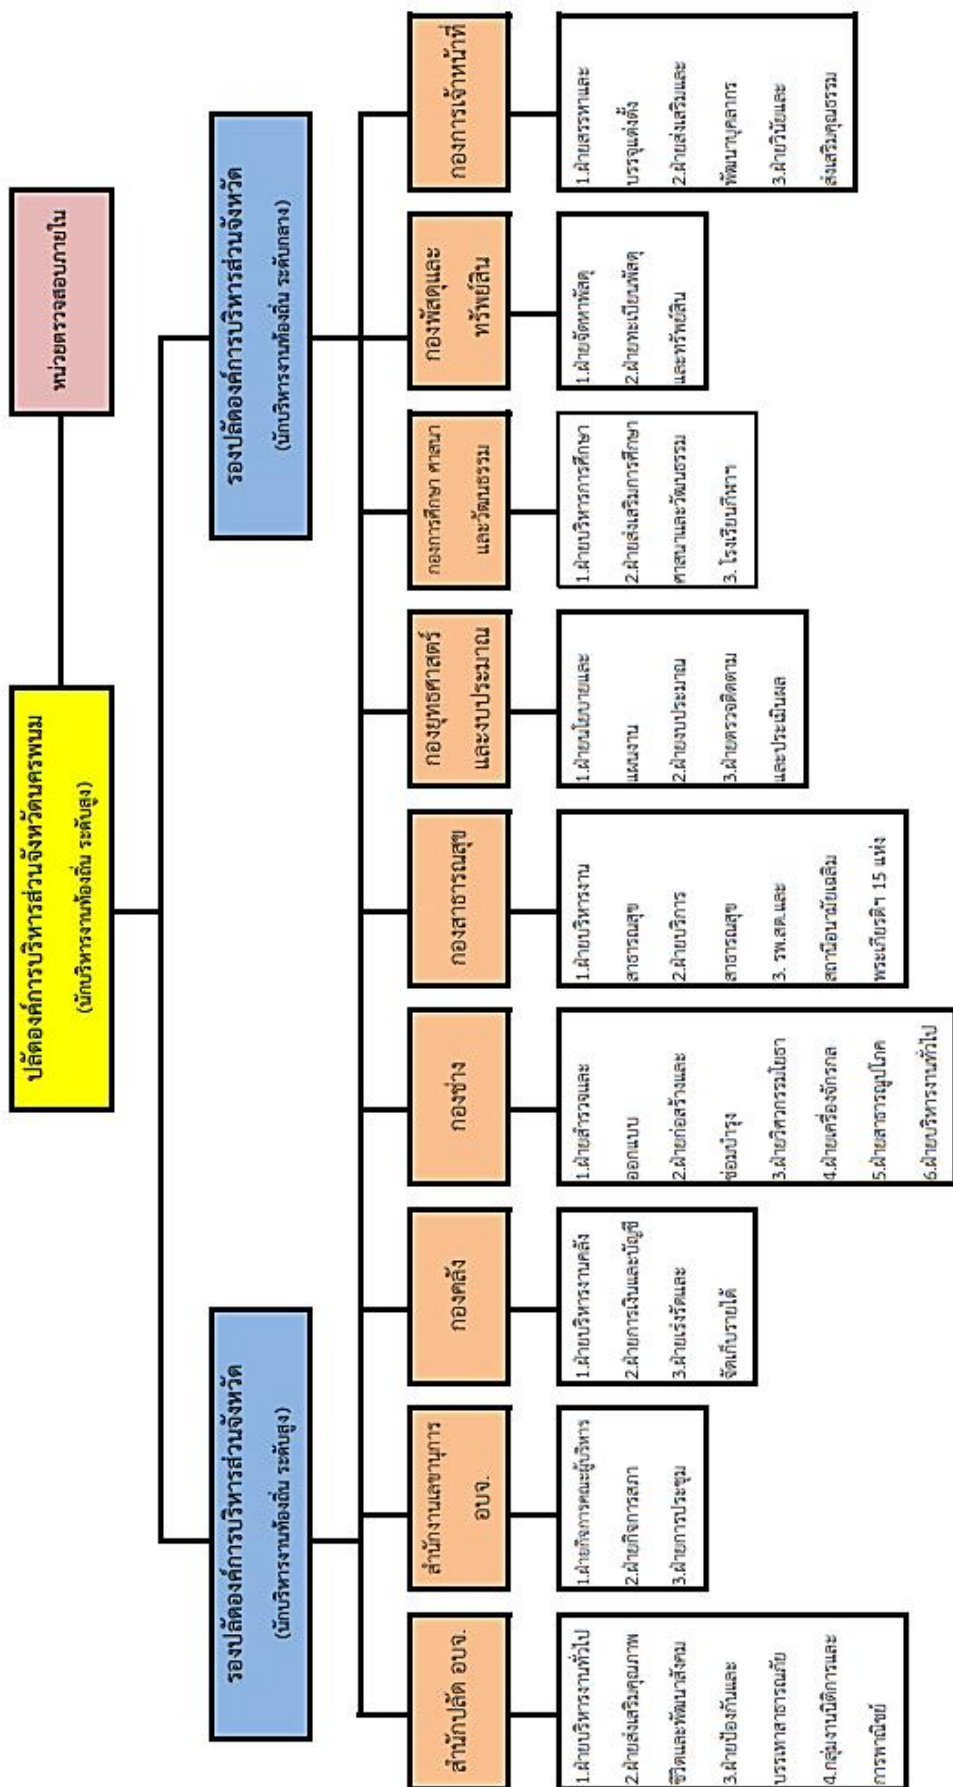 ปลัดองค์การบริหารส่วนจังหวัดนครพนม
(นักบริหารงานท้องถิ่น ระดับสูง)
หน่วยตรวจสอบภายใน
รองปลัดองค์การบริหารส่วนจังหวัด
(นักบริหารงานท้องถิ่น ระดับสูง)
รองปลัดองค์การบริหารส่วนจังหวัด
(นักบริหารงานท้องถิ่น ระดับกลาง)
สำนักปลัด อบจ.
1.ฝ่ายบริหารงานทั่วไป
2.ฝ่ายส่งเสริมคุณภาพ
ชีวิตและพัฒนาสังคม
3.ฝ่ายป้องกันและ
บรรเทาสาธารณภัย
4.กลุ่มงานนิติการและ
การพาณิชย์
สำนักงานเลขานุการ
อบจ.
1.ฝ่ายกิจการคณะผู้บริหาร
2.ฝ่ายกิจการสภา
3.ฝ่ายการประชุม
กองคลัง
1.ฝ่ายบริหารงานคลัง
2.ฝ่ายการเงินและบัญชี
3.ฝ่ายเร่งรัดและ
จัดเก็บรายได้
กองช่าง
1.ฝ่ายสำรวจและ
ออกแบบ
2.ฝ่ายก่อสร้างและ
ซ่อมบำรุง
3.ฝ่ายวิศวกรรมโยธา
4.ฝ่ายเครื่องจักรกล
5.ฝ่ายสาธารณูปโภค
6.ฝ่ายบริหารงานทั่วไป
กองสาธารณสุข
1.ฝ่ายบริหารงาน
สาธารณสุข
2.ฝ่ายบริการ
สาธารณสุข
3. รพ.สต.และ
สถานีอนามัยเฉลิม
พระเกียรติฯ 15 แห่ง
กองยุทธศาสตร์
และงบประมาณ
1.ฝ่ายนโยบายและ
แผนงาน
2.ฝ่ายงบประมาณ
3.ฝ่ายตรวจติดตาม
และประเมินผล
กองการศึกษา ศาสนา
และวัฒนธรรม
1.ฝ่ายบริหารการศึกษา
2.ฝ่ายส่งเสริมการศึกษา
ศาสนาและวัฒนธรรม
3. โรงเรียนกีฬาฯ
กองพัสดุและ
ทรัพย์สิน
1.ฝ่ายจัดหาพัสดุ
2.ฝ่ายทะเบียนพัสดุ
และทรัพย์สิน
กองการเจ้าหน้าที่
1.ฝ่ายสรรหาและ
บรรจุแต่งตั้ง
2.ฝ่ายส่งเสริมและ
พัฒนาบุคลากร
3.ฝ่ายวินัยและ
ส่งเสริมคุณธรรม